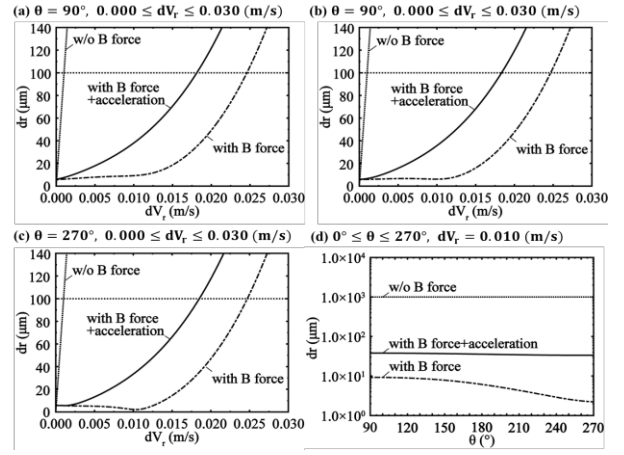 (a) θ = 90°, 0.000 ≤ dVr ≤ 0.030 (m/s)
140
120
100
80
60
40
20
0
dr (μm)
w/o B force
with B force
+acceleration
with B force
0.000 0.005 0.010 0.015 0.020 0.025 0.030
dVr (m/s)
(b) θ = 90°, 0.000 ≤ dVr ≤ 0.030 (m/s)
140
120
100
80
60
40
20
0
dr (μm)
w/o B force
with B force
+acceleration
with B force
0.000 0.005 0.010 0.015 0.020 0.025 0.030
dVr (m/s)
(c) θ = 270°, 0.000 ≤ dVr ≤ 0.030 (m/s)
140
120
100
80
60
40
20
0
dr (μm)
w/o B force
with B force
+acceleration
with B force
0.000 0.005 0.010 0.015 0.020 0.025 0.030
dVr (m/s)
(d) 0° ≤ θ ≤ 270°, dVr = 0.010 (m/s)
1.0×10⁴
1.0×10³
1.0×10²
1.0×10¹
1.0×10⁰
dr (μm)
w/o B force
with B force+acceleration
with B force
90 120 150 180 210 240 270
θ (°)